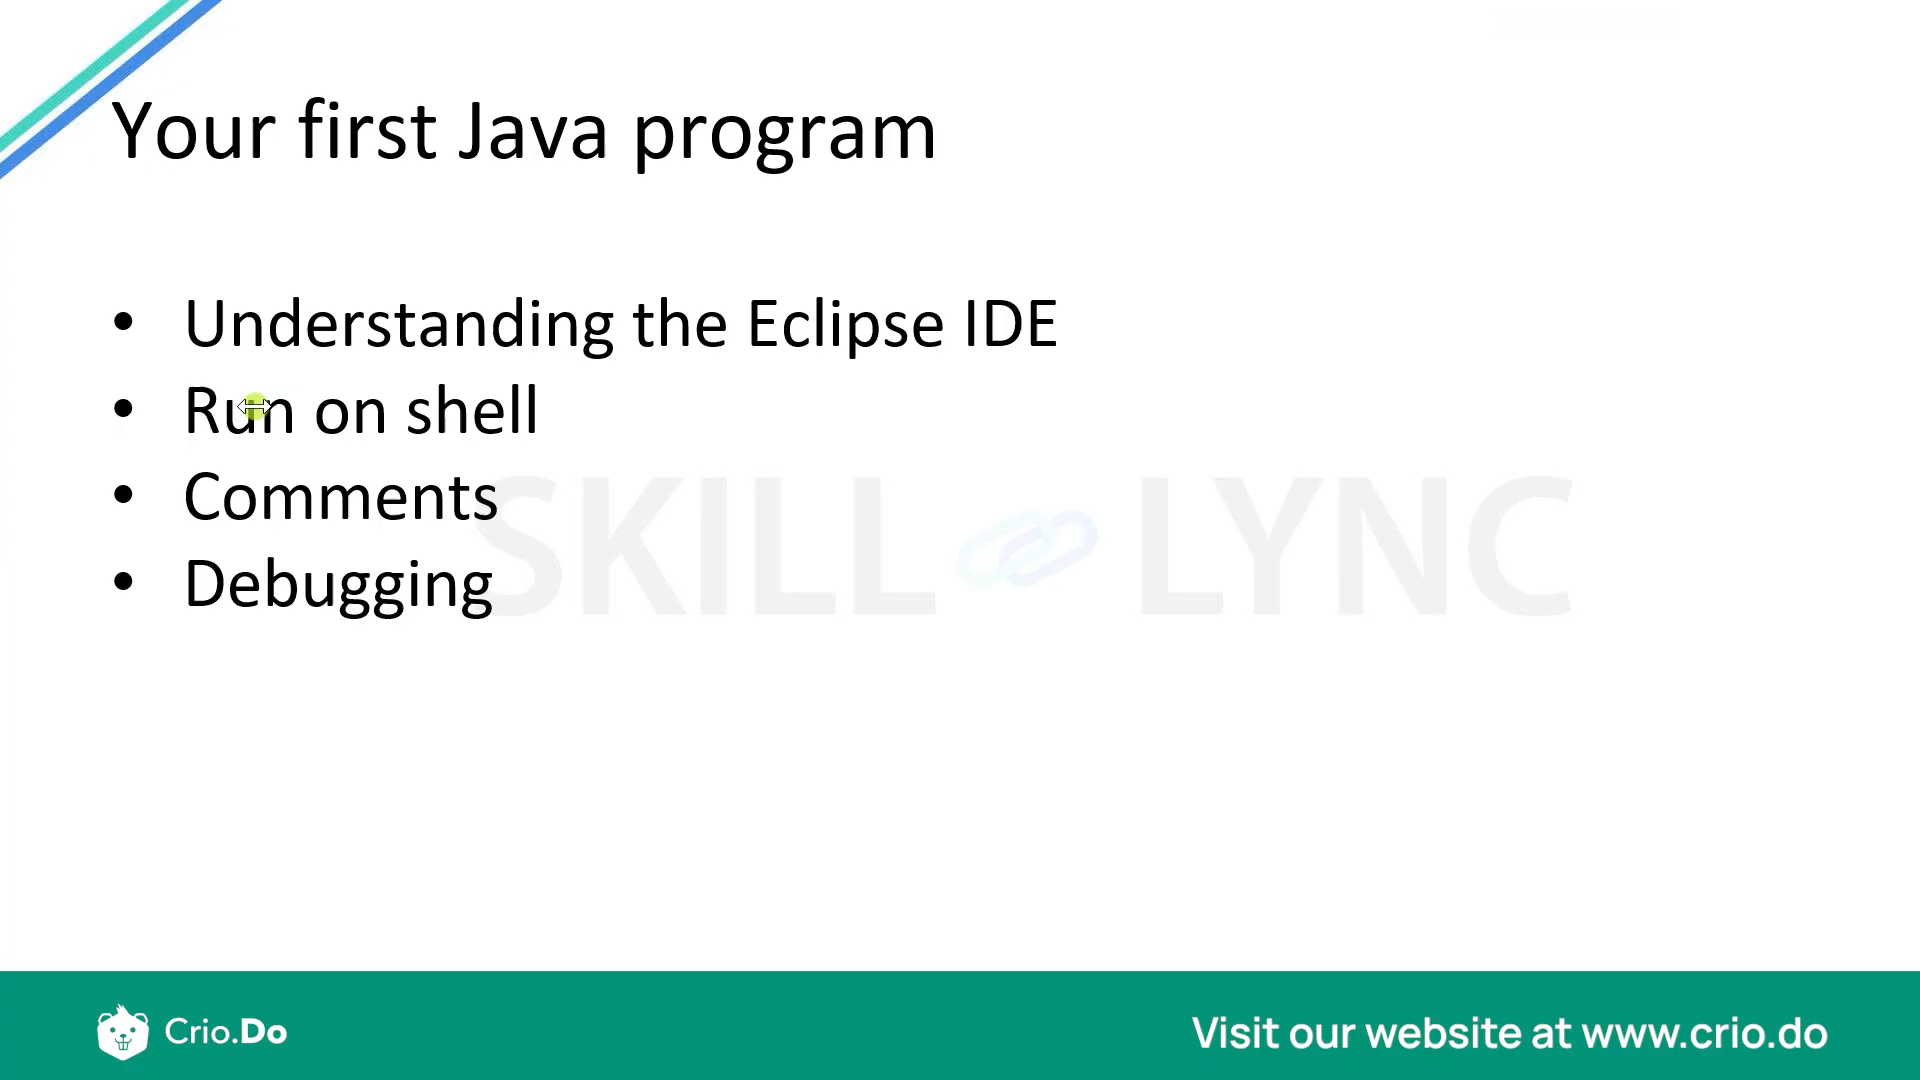 Your first Java program
• Understanding the Eclipse IDE
• Run on shell
• Comments
• Debugging
SKILL LYNC
Crio.Do
Visit our website at www.crio.do